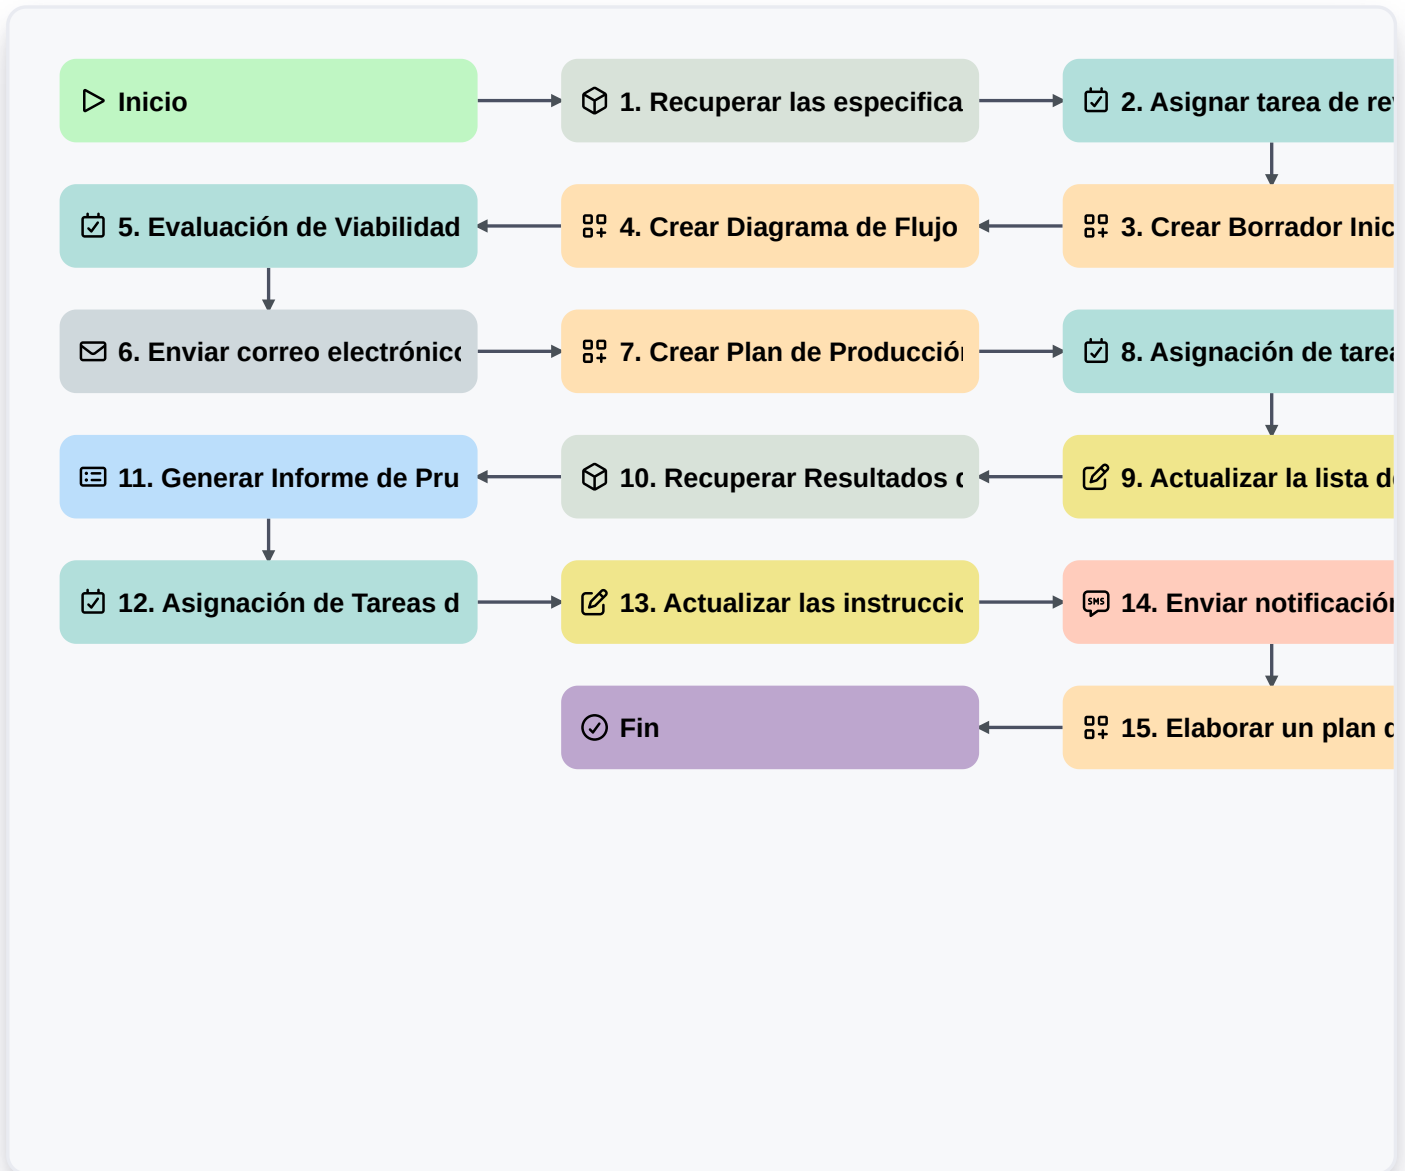 Inicio
1. Recuperar las especifica
2. Asignar tarea de re
5. Evaluación de Viabilidad
4. Crear Diagrama de Flujo
3. Crear Borrador Inic
6. Enviar correo electrónico
7. Crear Plan de Producción
8. Asignación de tarea
11. Generar Informe de Pru
10. Recuperar Resultados
9. Actualizar la lista de
12. Asignación de Tareas d
13. Actualizar las instruccio
14. Enviar notificación
Fin
15. Elaborar un plan